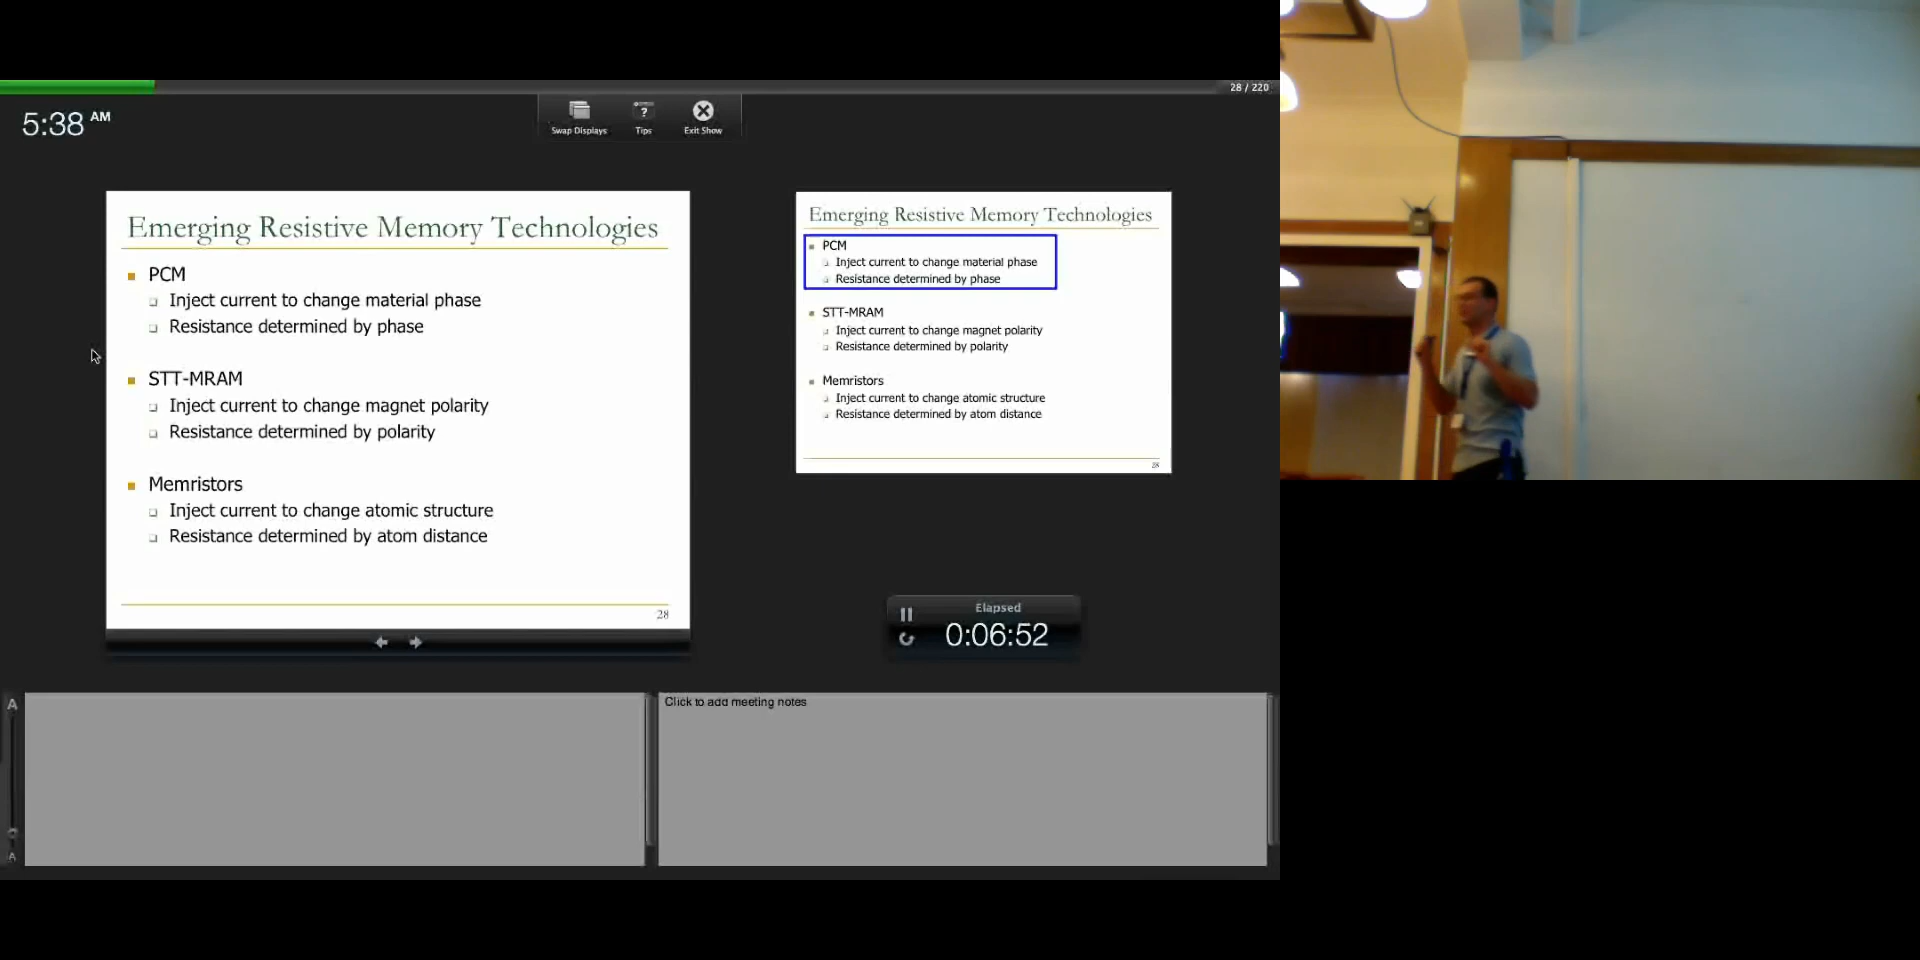 28 / 220
5:38 AM
Swap Displays
Tips
Exit Show
Emerging Resistive Memory Technologies
PCM
Inject current to change material phase
Resistance determined by phase
STT-MRAM
Inject current to change magnet polarity
Resistance determined by polarity
Memristors
Inject current to change atomic structure
Resistance determined by atom distance
28
Emerging Resistive Memory Technologies
PCM
Inject current to change material phase
Resistance determined by phase
STT-MRAM
Inject current to change magnet polarity
Resistance determined by polarity
Memristors
Inject current to change atomic structure
Resistance determined by atom distance
28
Elapsed
0:06:52
A
A
Click to add meeting notes